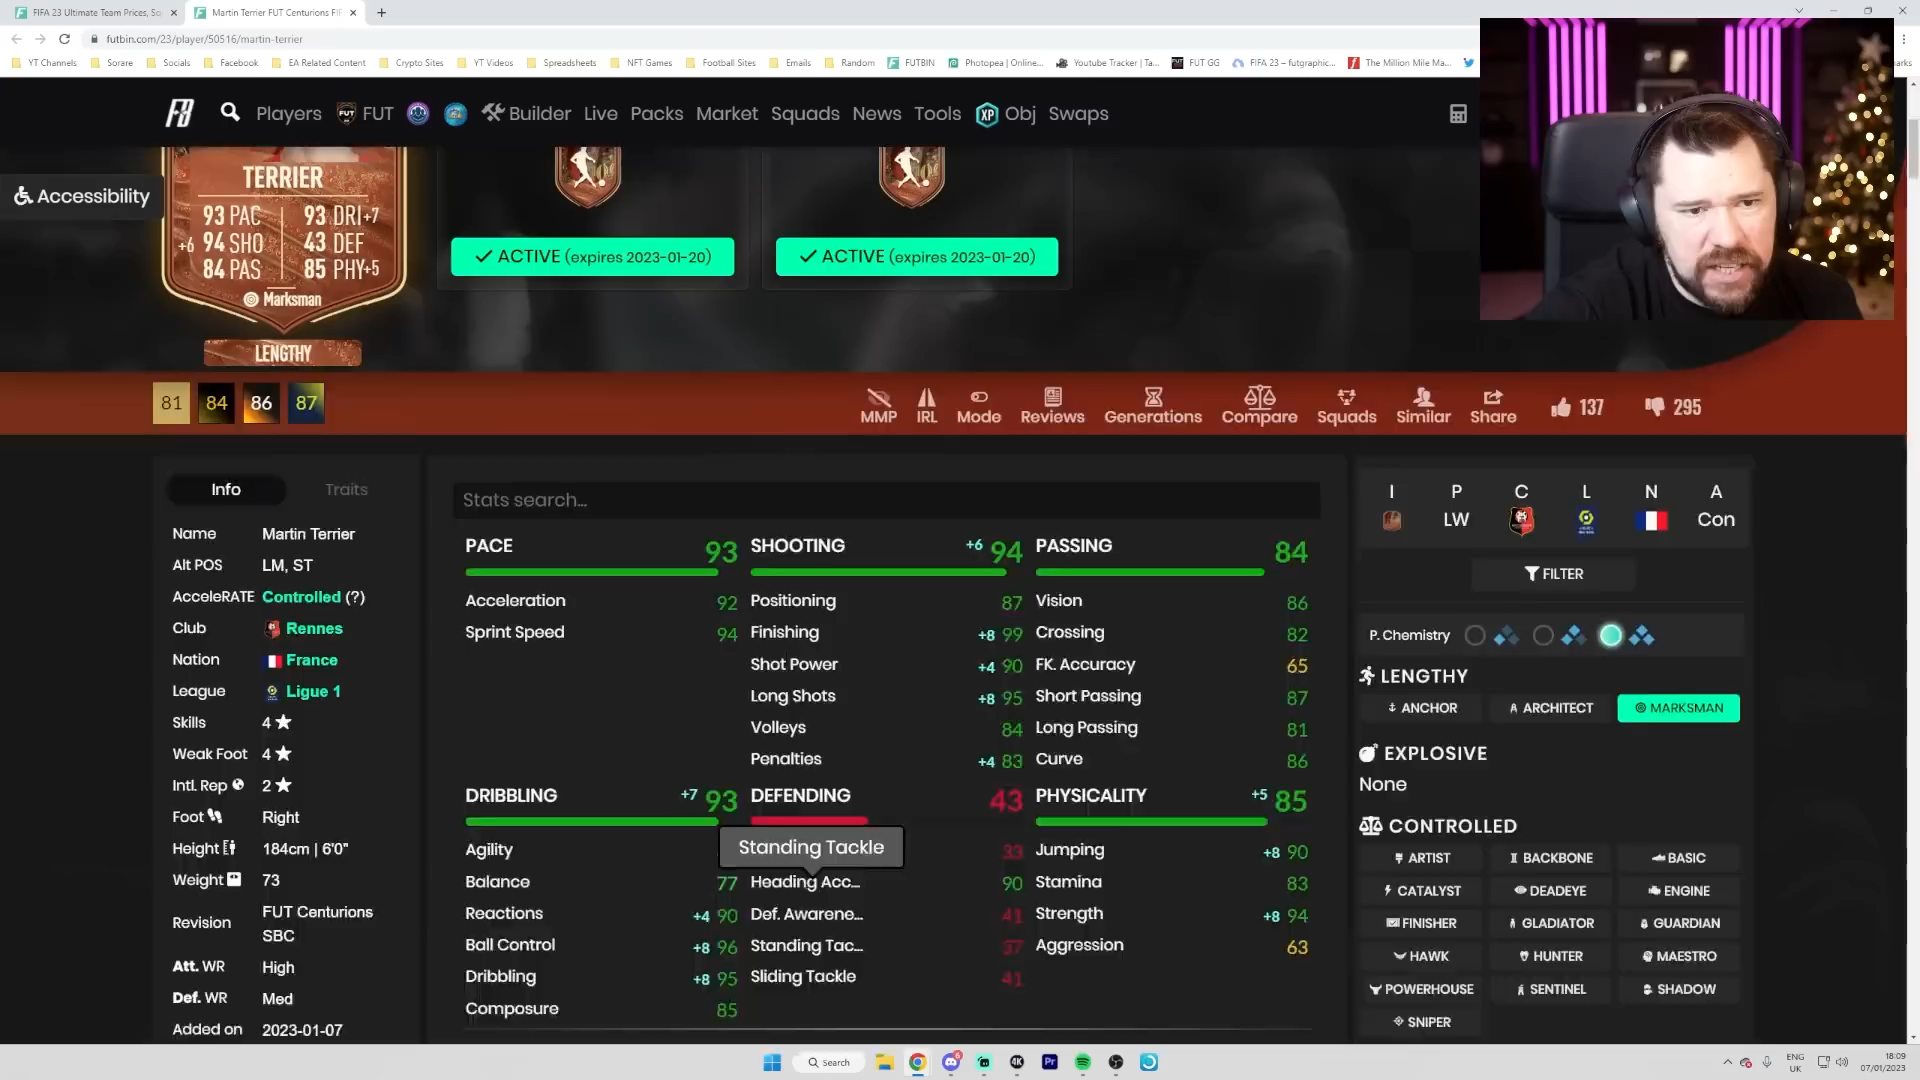 FIFA 23 Ultimate Team Prices, So
Martin Terrier FUT Centurions FIF
futbin.com/23/player/50516/martin-terrier
YT Channels Sorare Socials Facebook EA Related Content Crypto Sites YT Videos Spreadsheets NFT Games Football Sites Emails Random FUTBIN Photopea | Online... Youtube Tracker | Ta... FUT GG FIFA 23 – futgraphic... The Million Mile Ma...
Players FUT Builder Live Packs Market Squads News Tools XP Obj Swaps
Accessibility
TERRIER
93 PAC 93 DRI+7
+6 94 SHO 43 DEF
84 PAS 85 PHY+5
Marksman
LENGTHY
ACTIVE (expires 2023-01-20)
ACTIVE (expires 2023-01-20)
81 84 86 87
MMP IRL Mode Reviews Generations Compare Squads Similar Share 137 295
Info Traits
Name Martin Terrier
Alt POS LM, ST
AcceleRATE Controlled (?)
Club Rennes
Nation France
League Ligue 1
Skills 4
Weak Foot 4
Intl. Rep 2
Foot Right
Height 184cm | 6'0"
Weight 73
Revision FUT Centurions
SBC
Att. WR High
Def. WR Med
Added on 2023-01-07
Stats search...
PACE 93
Acceleration 92
Sprint Speed 94
SHOOTING +6 94
Positioning 87
Finishing +8 99
Shot Power +4 90
Long Shots +8 95
Volleys 84
Penalties +4 83
PASSING 84
Vision 86
Crossing 82
FK. Accuracy 65
Short Passing 87
Long Passing 81
Curve 86
DRIBBLING +7 93
Agility
Balance 77
Reactions +4 90
Ball Control +8 96
Dribbling +8 95
Composure 85
DEFENDING 43
Standing Tackle
33
Heading Acc... 90
Def. Awarene... 41
Standing Tac... 37
Sliding Tackle 41
PHYSICALITY +5 85
Jumping +8 90
Stamina 83
Strength +8 94
Aggression 63
I P C L N A
LW Con
FILTER
P. Chemistry
LENGTHY
ANCHOR ARCHITECT MARKSMAN
EXPLOSIVE
None
CONTROLLED
ARTIST BACKBONE BASIC
CATALYST DEADEYE ENGINE
FINISHER GLADIATOR GUARDIAN
HAWK HUNTER MAESTRO
POWERHOUSE SENTINEL SHADOW
SNIPER
Search
4K
Pr
ENG
UK
18:09
07/01/2023